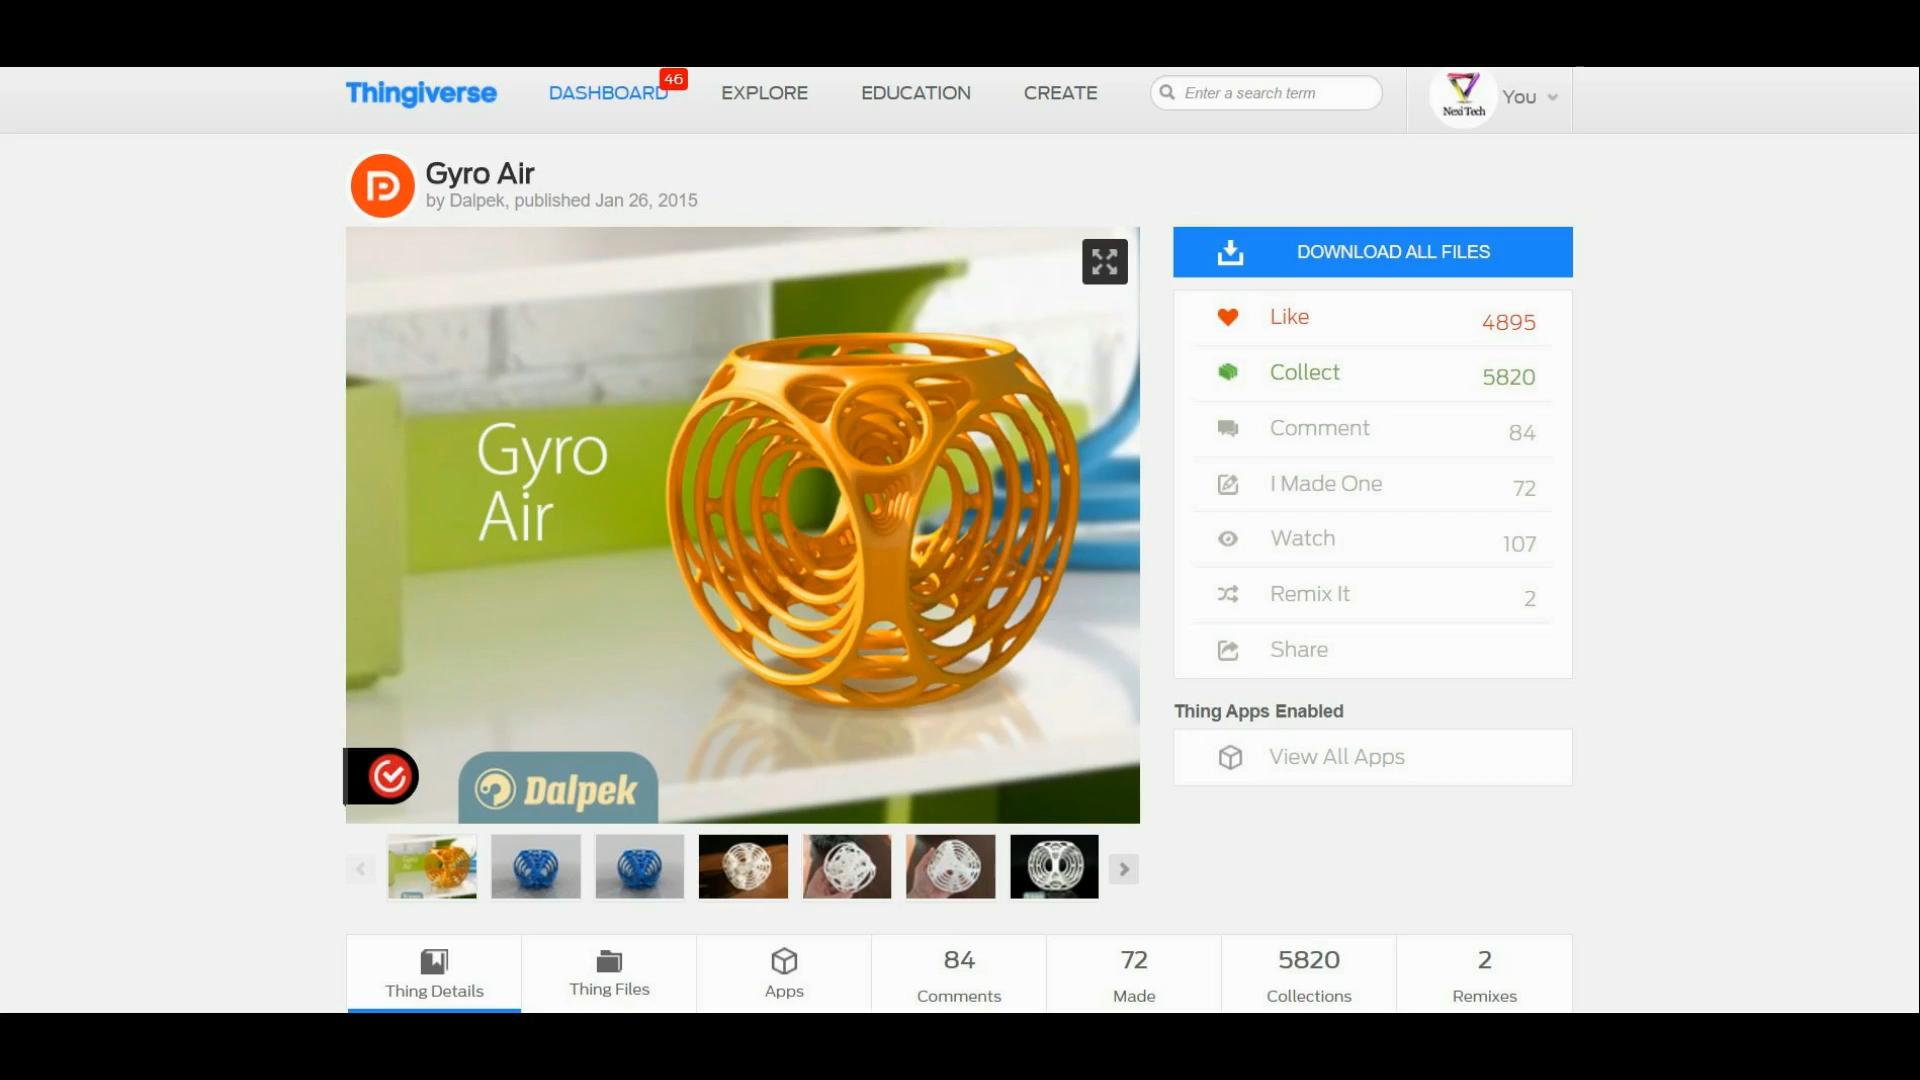 Thingiverse
DASHBOARD
46
EXPLORE
EDUCATION
CREATE
Enter a search term
Nexi Tech
You
Gyro Air
by Dalpek, published Jan 26, 2015
Gyro
Air
Dalpek
DOWNLOAD ALL FILES
Like 4895
Collect 5820
Comment 84
I Made One 72
Watch 107
Remix It 2
Share
Thing Apps Enabled
View All Apps
Thing Details
Thing Files
Apps
84
Comments
72
Made
5820
Collections
2
Remixes